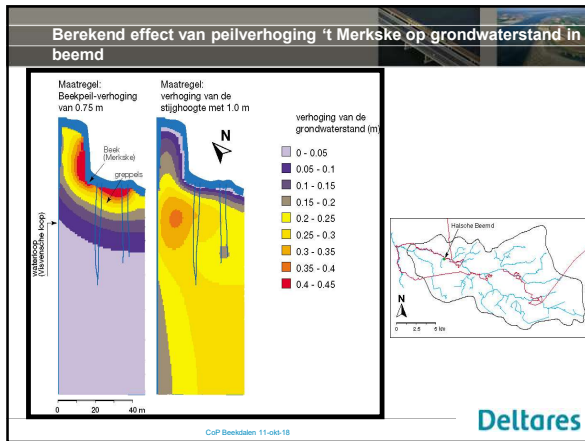 Berekend effect van peilverhoging ‘t Merkske op grondwaterstand in
beemd
Maatregel:
Beekpeil-verhoging
van 0.75 m
Maatregel:
verhoging van de
stijghoogte met 1.0 m
N
Beek
(Merkske)
greppels
waterloop
0 20 40 m
verhoging van de
grondwaterstand (m)
0 - 0.05
0.05 - 0.1
0.1 - 0.15
0.15 - 0.2
0.2 - 0.25
0.25 - 0.3
0.3 - 0.35
0.35 - 0.4
0.4 - 0.45
Halsche Beemd
N
0 2.5 5 km
CoP Beekdalen 11-okt-18
Deltares